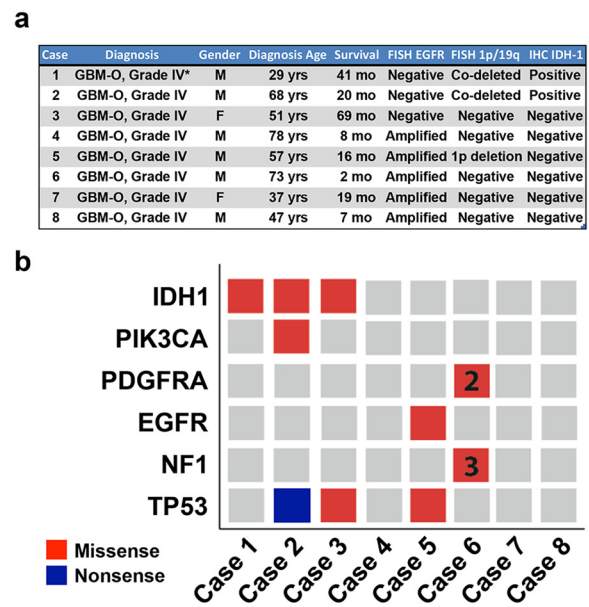 a
Case Diagnosis Gender Diagnosis Age Survival FISH EGFR FISH 1p/19q IHC IDH-1
1 GBM-O, Grade IV* M 29 yrs 41 mo Negative Co-deleted Positive
2 GBM-O, Grade IV M 68 yrs 20 mo Negative Co-deleted Positive
3 GBM-O, Grade IV F 51 yrs 69 mo Negative Negative Negative
4 GBM-O, Grade IV M 78 yrs 8 mo Amplified Negative Negative
5 GBM-O, Grade IV M 57 yrs 16 mo Amplified 1p deletion Negative
6 GBM-O, Grade IV M 73 yrs 2 mo Negative Negative Negative
7 GBM-O, Grade IV F 37 yrs 19 mo Amplified Negative Negative
8 GBM-O, Grade IV M 47 yrs 7 mo Amplified Negative Negative
b
IDH1
PIK3CA
PDGFRA 2
EGFR
NF1 3
TP53
Case 1 Case 2 Case 3 Case 4 Case 5 Case 6 Case 7 Case 8
Missense
Nonsense